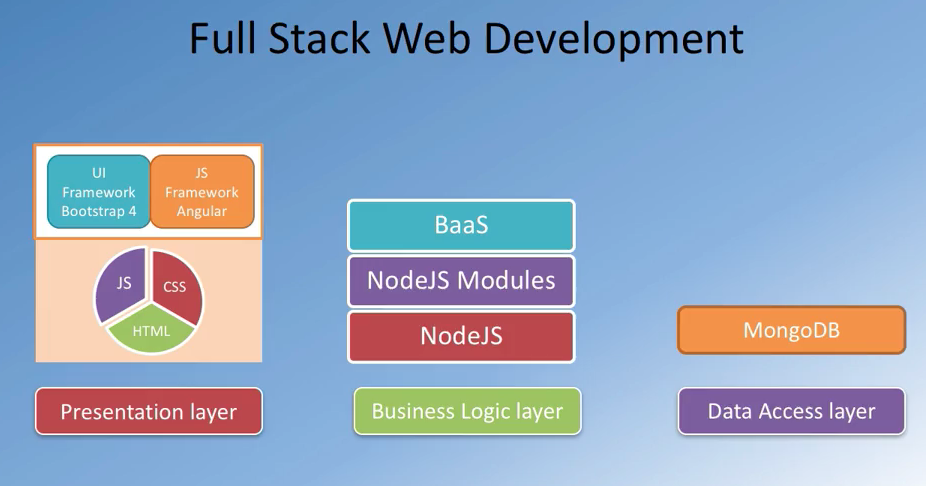 Full Stack Web Development
UI
Framework
Bootstrap 4
JS
Framework
Angular
JS
CSS
HTML
Presentation layer
BaaS
NodeJS Modules
NodeJS
Business Logic layer
MongoDB
Data Access layer